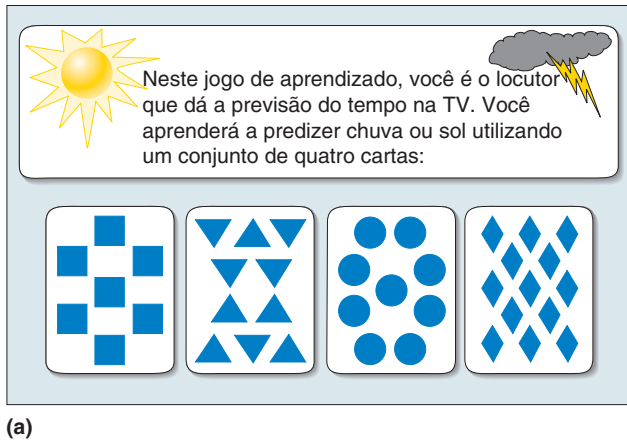 Neste jogo de aprendizado, você é o locutor
que dá a previsão do tempo na TV. Você
aprenderá a predizer chuva ou sol utilizando
um conjunto de quatro cartas:
(a)